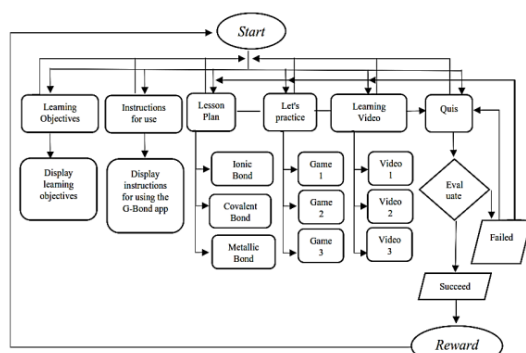 Start
Learning
Objectives
Instructions
for use
Lesson
Plan
Let's
practice
Learning
Video
Quis
Display
learning
objectives
Display
instructions
for using the
G-Bond app
Ionic
Bond
Covalent
Bond
Metallic
Bond
Game
1
Game
2
Game
3
Video
1
Video
2
Video
3
Eval
uate
Failed
Succeed
Reward